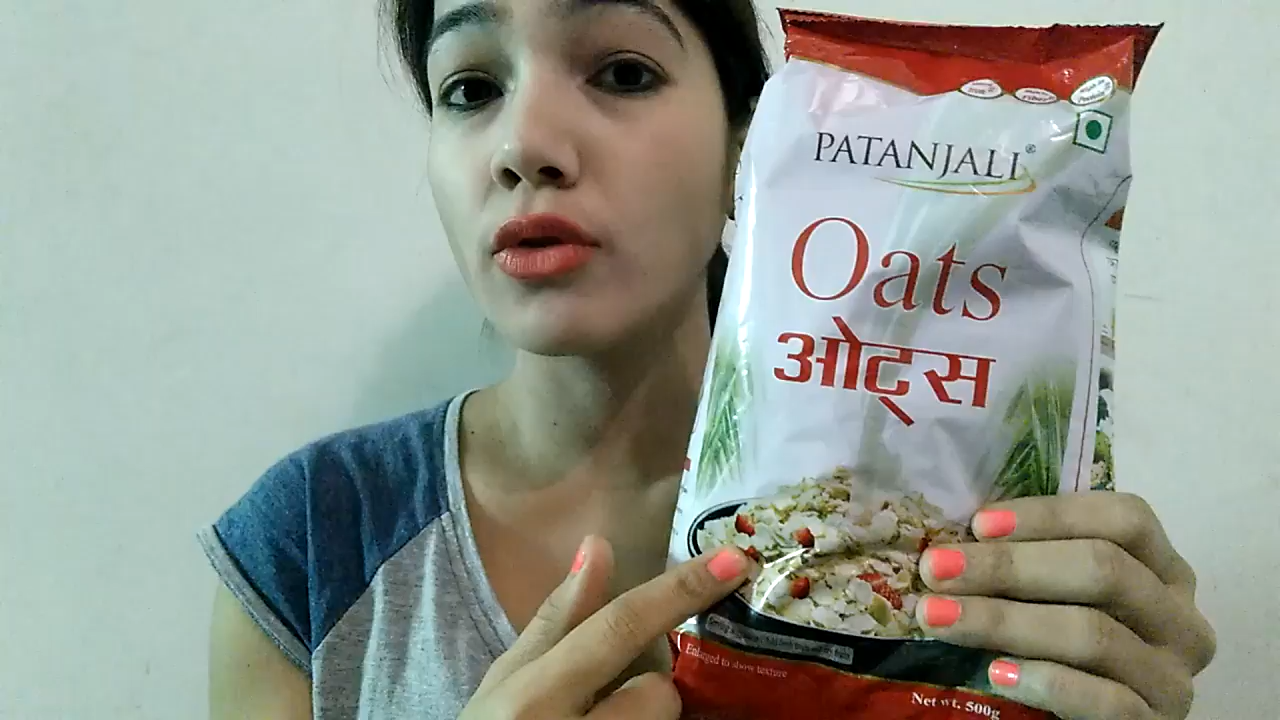 PATANJALI®
Oats
ओट्स
Enlarged to show texture
Net wt. 500g